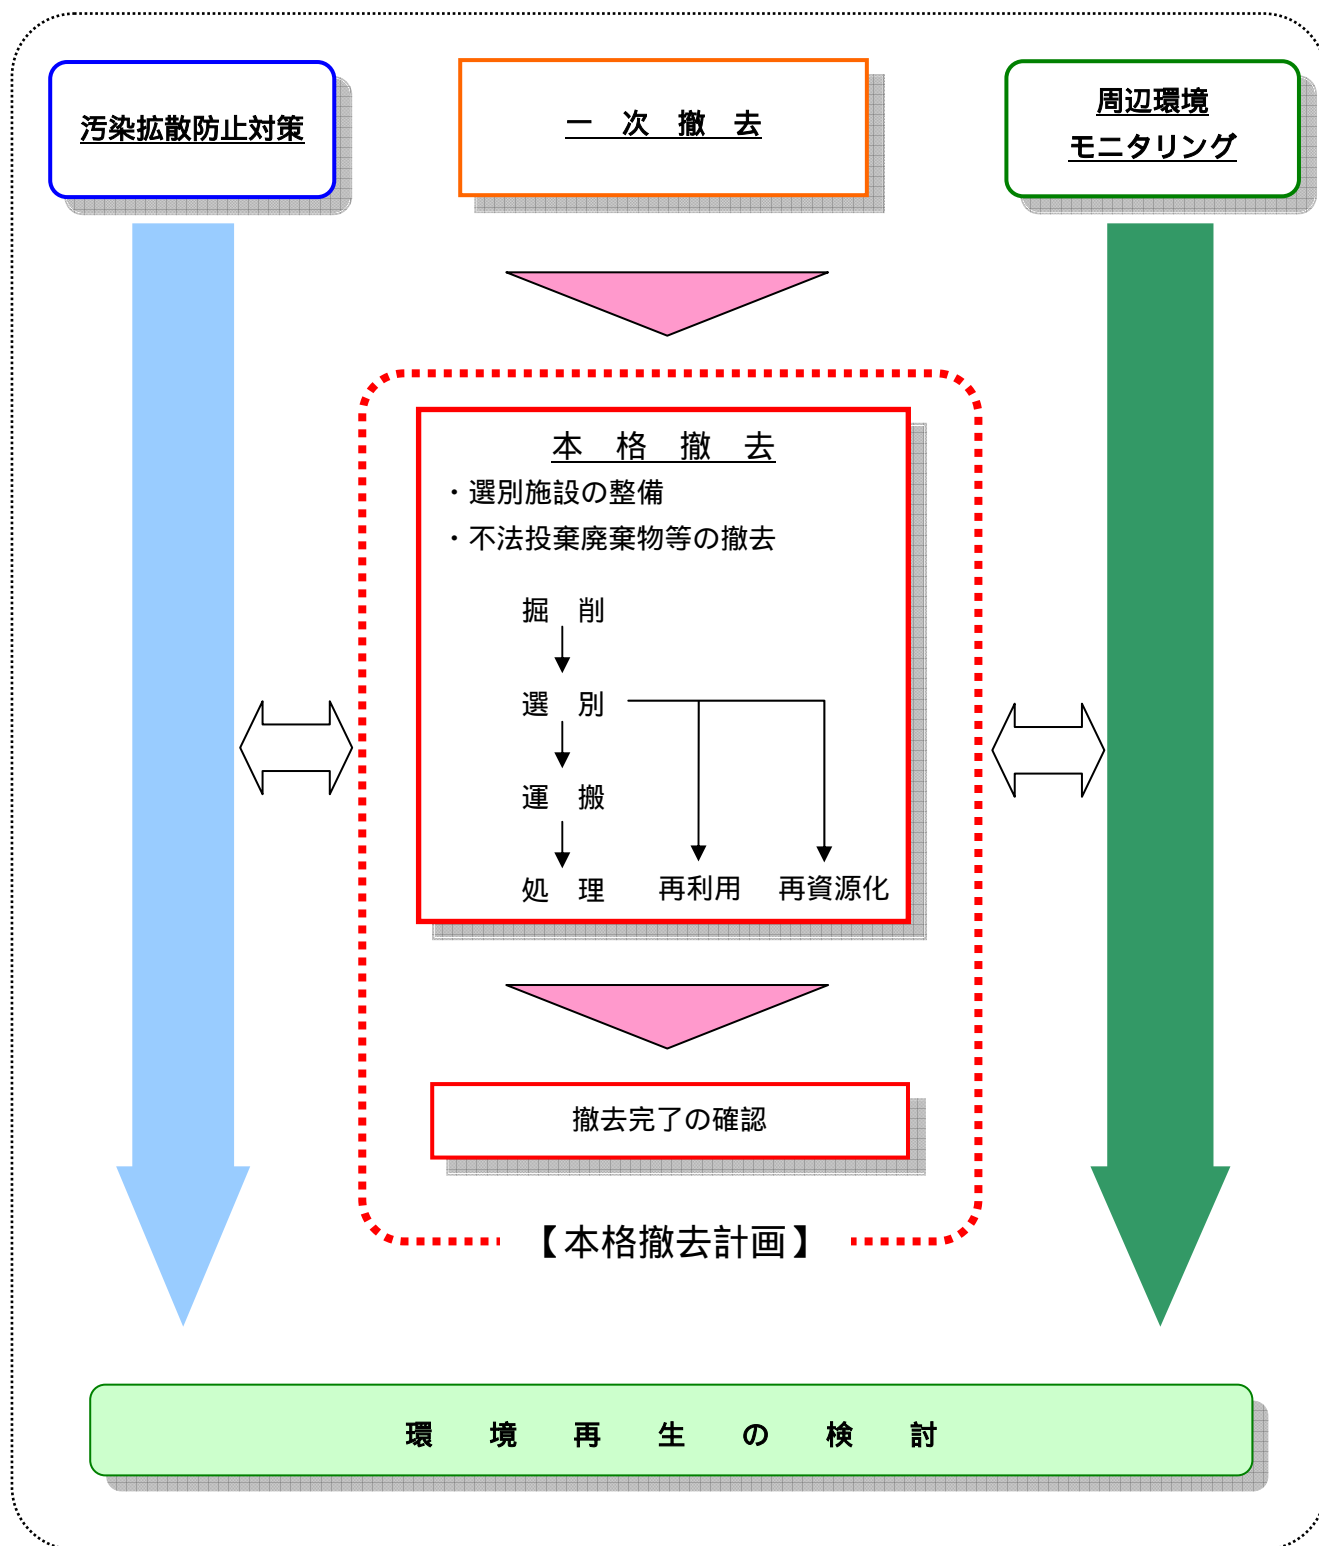 汚染拡散防止対策
一 次 撤 去
周辺環境
モニタリング
本 格 撤 去
・選別施設の整備
・不法投棄廃棄物等の撤去
掘 削
選 別
運 搬
処 理 再利用 再資源化
撤去完了の確認
【本格撤去計画】
環 境 再 生 の 検 討